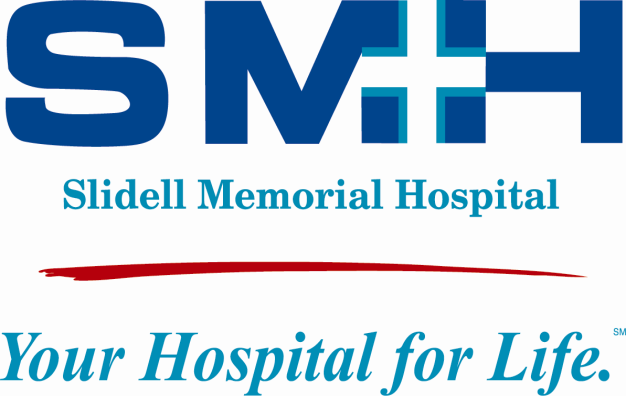 SMH
Slidell Memorial Hospital
Your Hospital for Life. SM